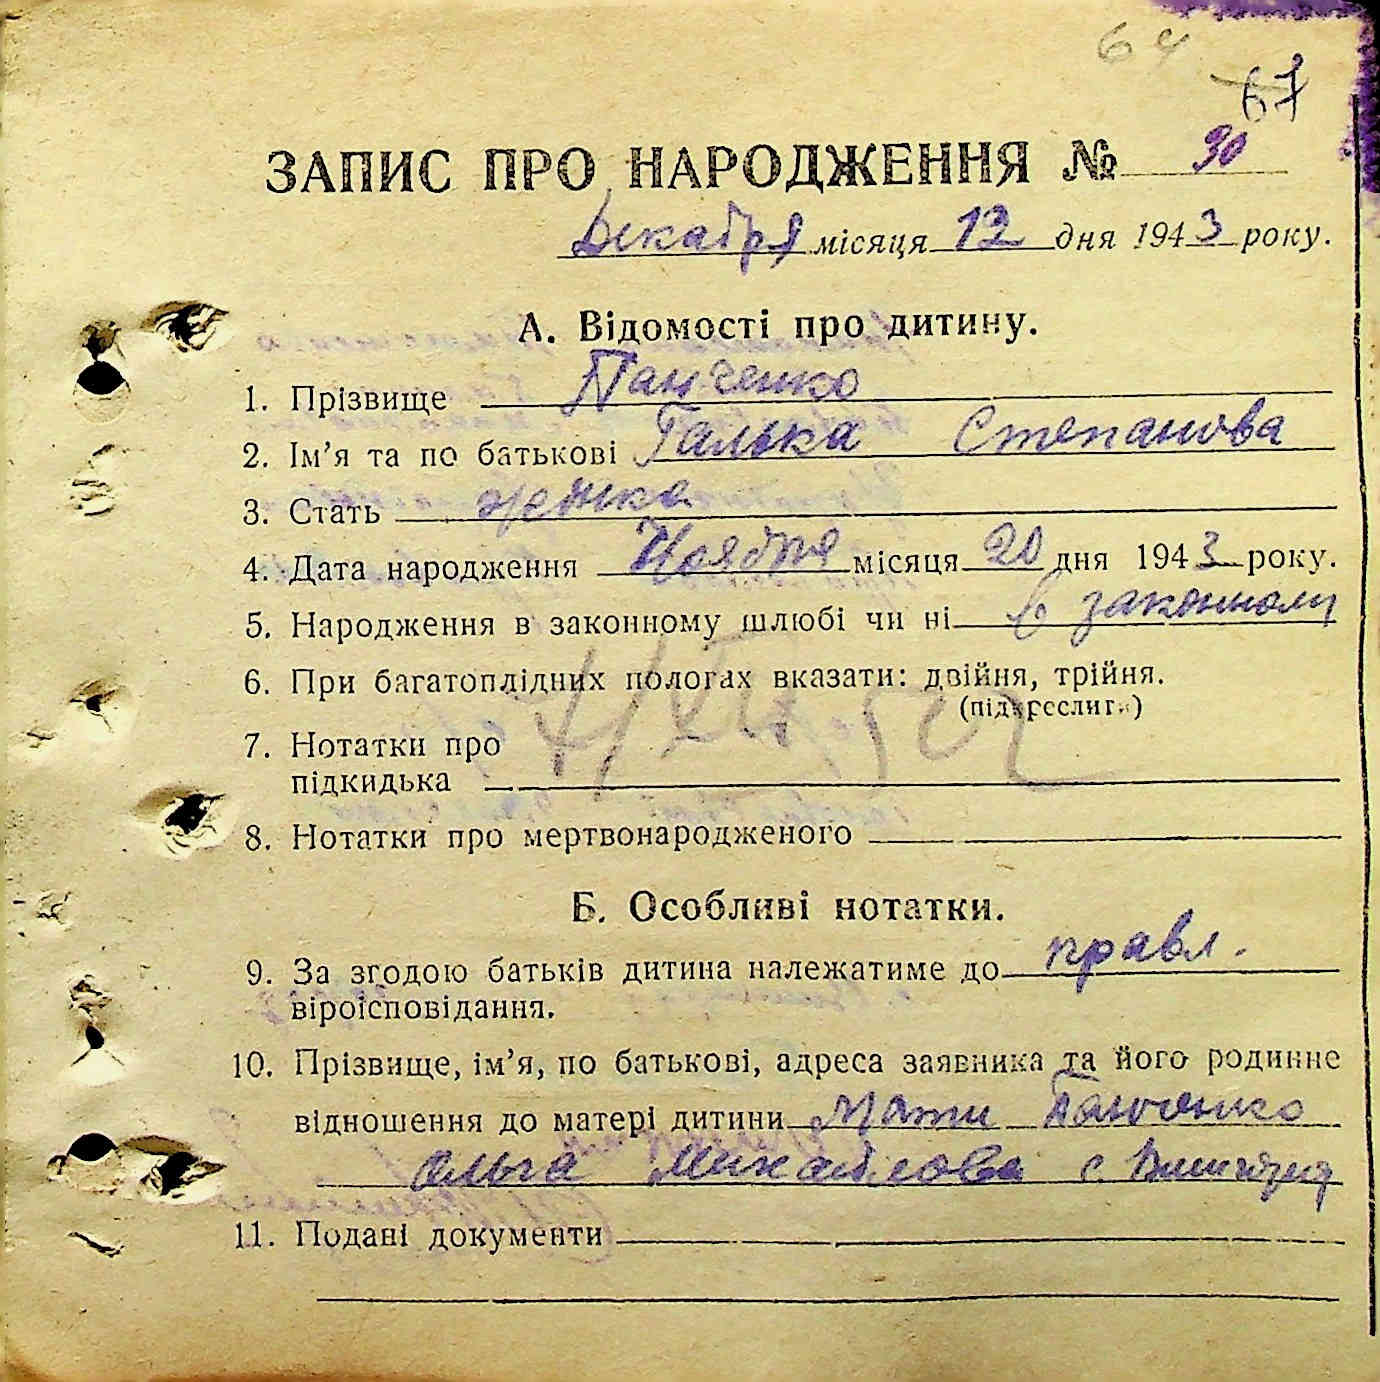 64
67
ЗАПИС ПРО НАРОДЖЕННЯ № 90
Декабря місяця 12 дня 1943 року.
А. Відомості про дитину.
1. Прізвище Панченко
2. Ім’я та по батькові Галька Степанова
3. Стать женка
4. Дата народження Ноября місяця 20 дня 1943 року.
5. Народження в законному шлюбі чи ні в законному
6. При багатоплідних пологах вказати: двійня, трійня.
(підкреслити)
7. Нотатки про
підкидька
8. Нотатки про мертвонародженого
Б. Особливі нотатки.
9. За згодою батьків дитина належатиме до правл.
віроісповідання.
10. Прізвище, ім’я, по батькові, адреса заявника та його родинне
відношення до матері дитини Мати Панченко
Ольга Михайлова с.
11. Подані документи